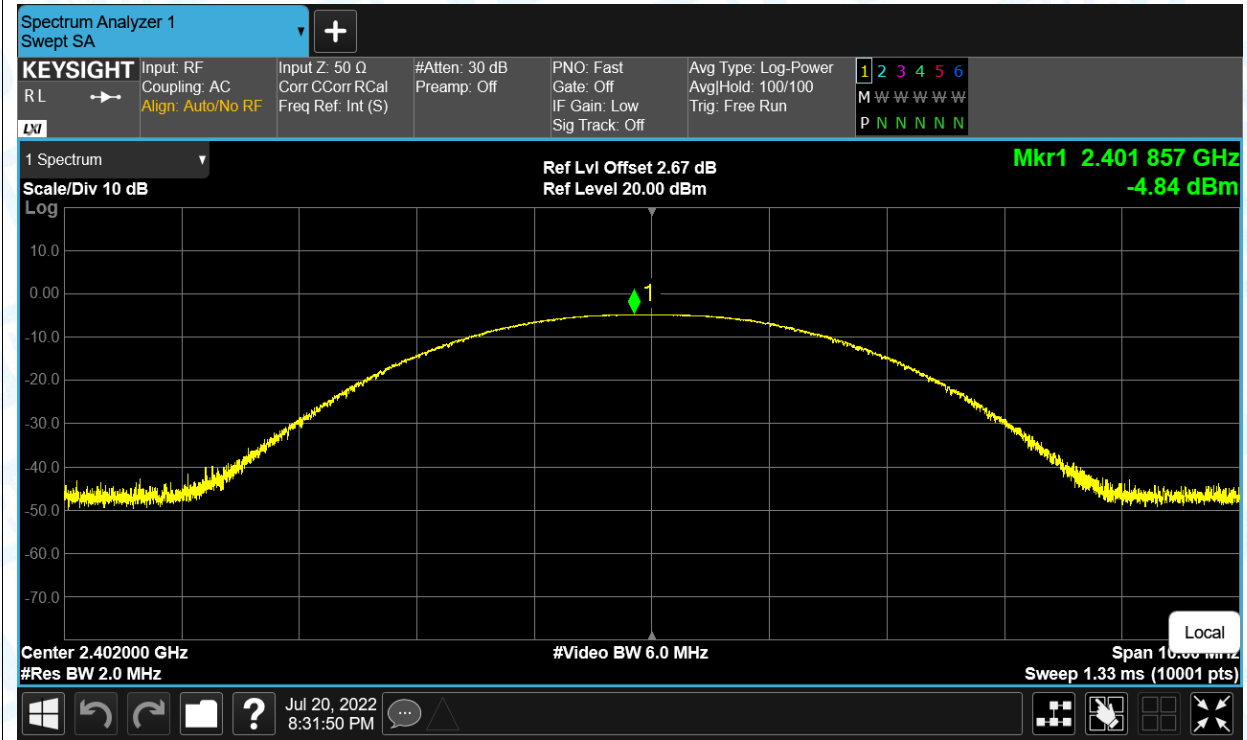 Spectrum Analyzer 1
Swept SA
KEYSIGHT
R L
LXI
Input: RF
Coupling: AC
Align: Auto/No RF
Input Z: 50 Ω
Corr CCorr RCal
Freq Ref: Int (S)
#Atten: 30 dB
Preamp: Off
PNO: Fast
Gate: Off
IF Gain: Low
Sig Track: Off
Avg Type: Log-Power
Avg|Hold: 100/100
Trig: Free Run
1 2 3 4 5 6
M W W W W W
P N N N N N
1 Spectrum
Scale/Div 10 dB
Log
Ref Lvl Offset 2.67 dB
Ref Level 20.00 dBm
Mkr1 2.401 857 GHz
-4.84 dBm
10.0
0.00
-10.0
-20.0
-30.0
-40.0
-50.0
-60.0
-70.0
1
Local
Center 2.402000 GHz
#Video BW 6.0 MHz
Span 10.00 MHz
#Res BW 2.0 MHz
Sweep 1.33 ms (10001 pts)
?
Jul 20, 2022
8:31:50 PM